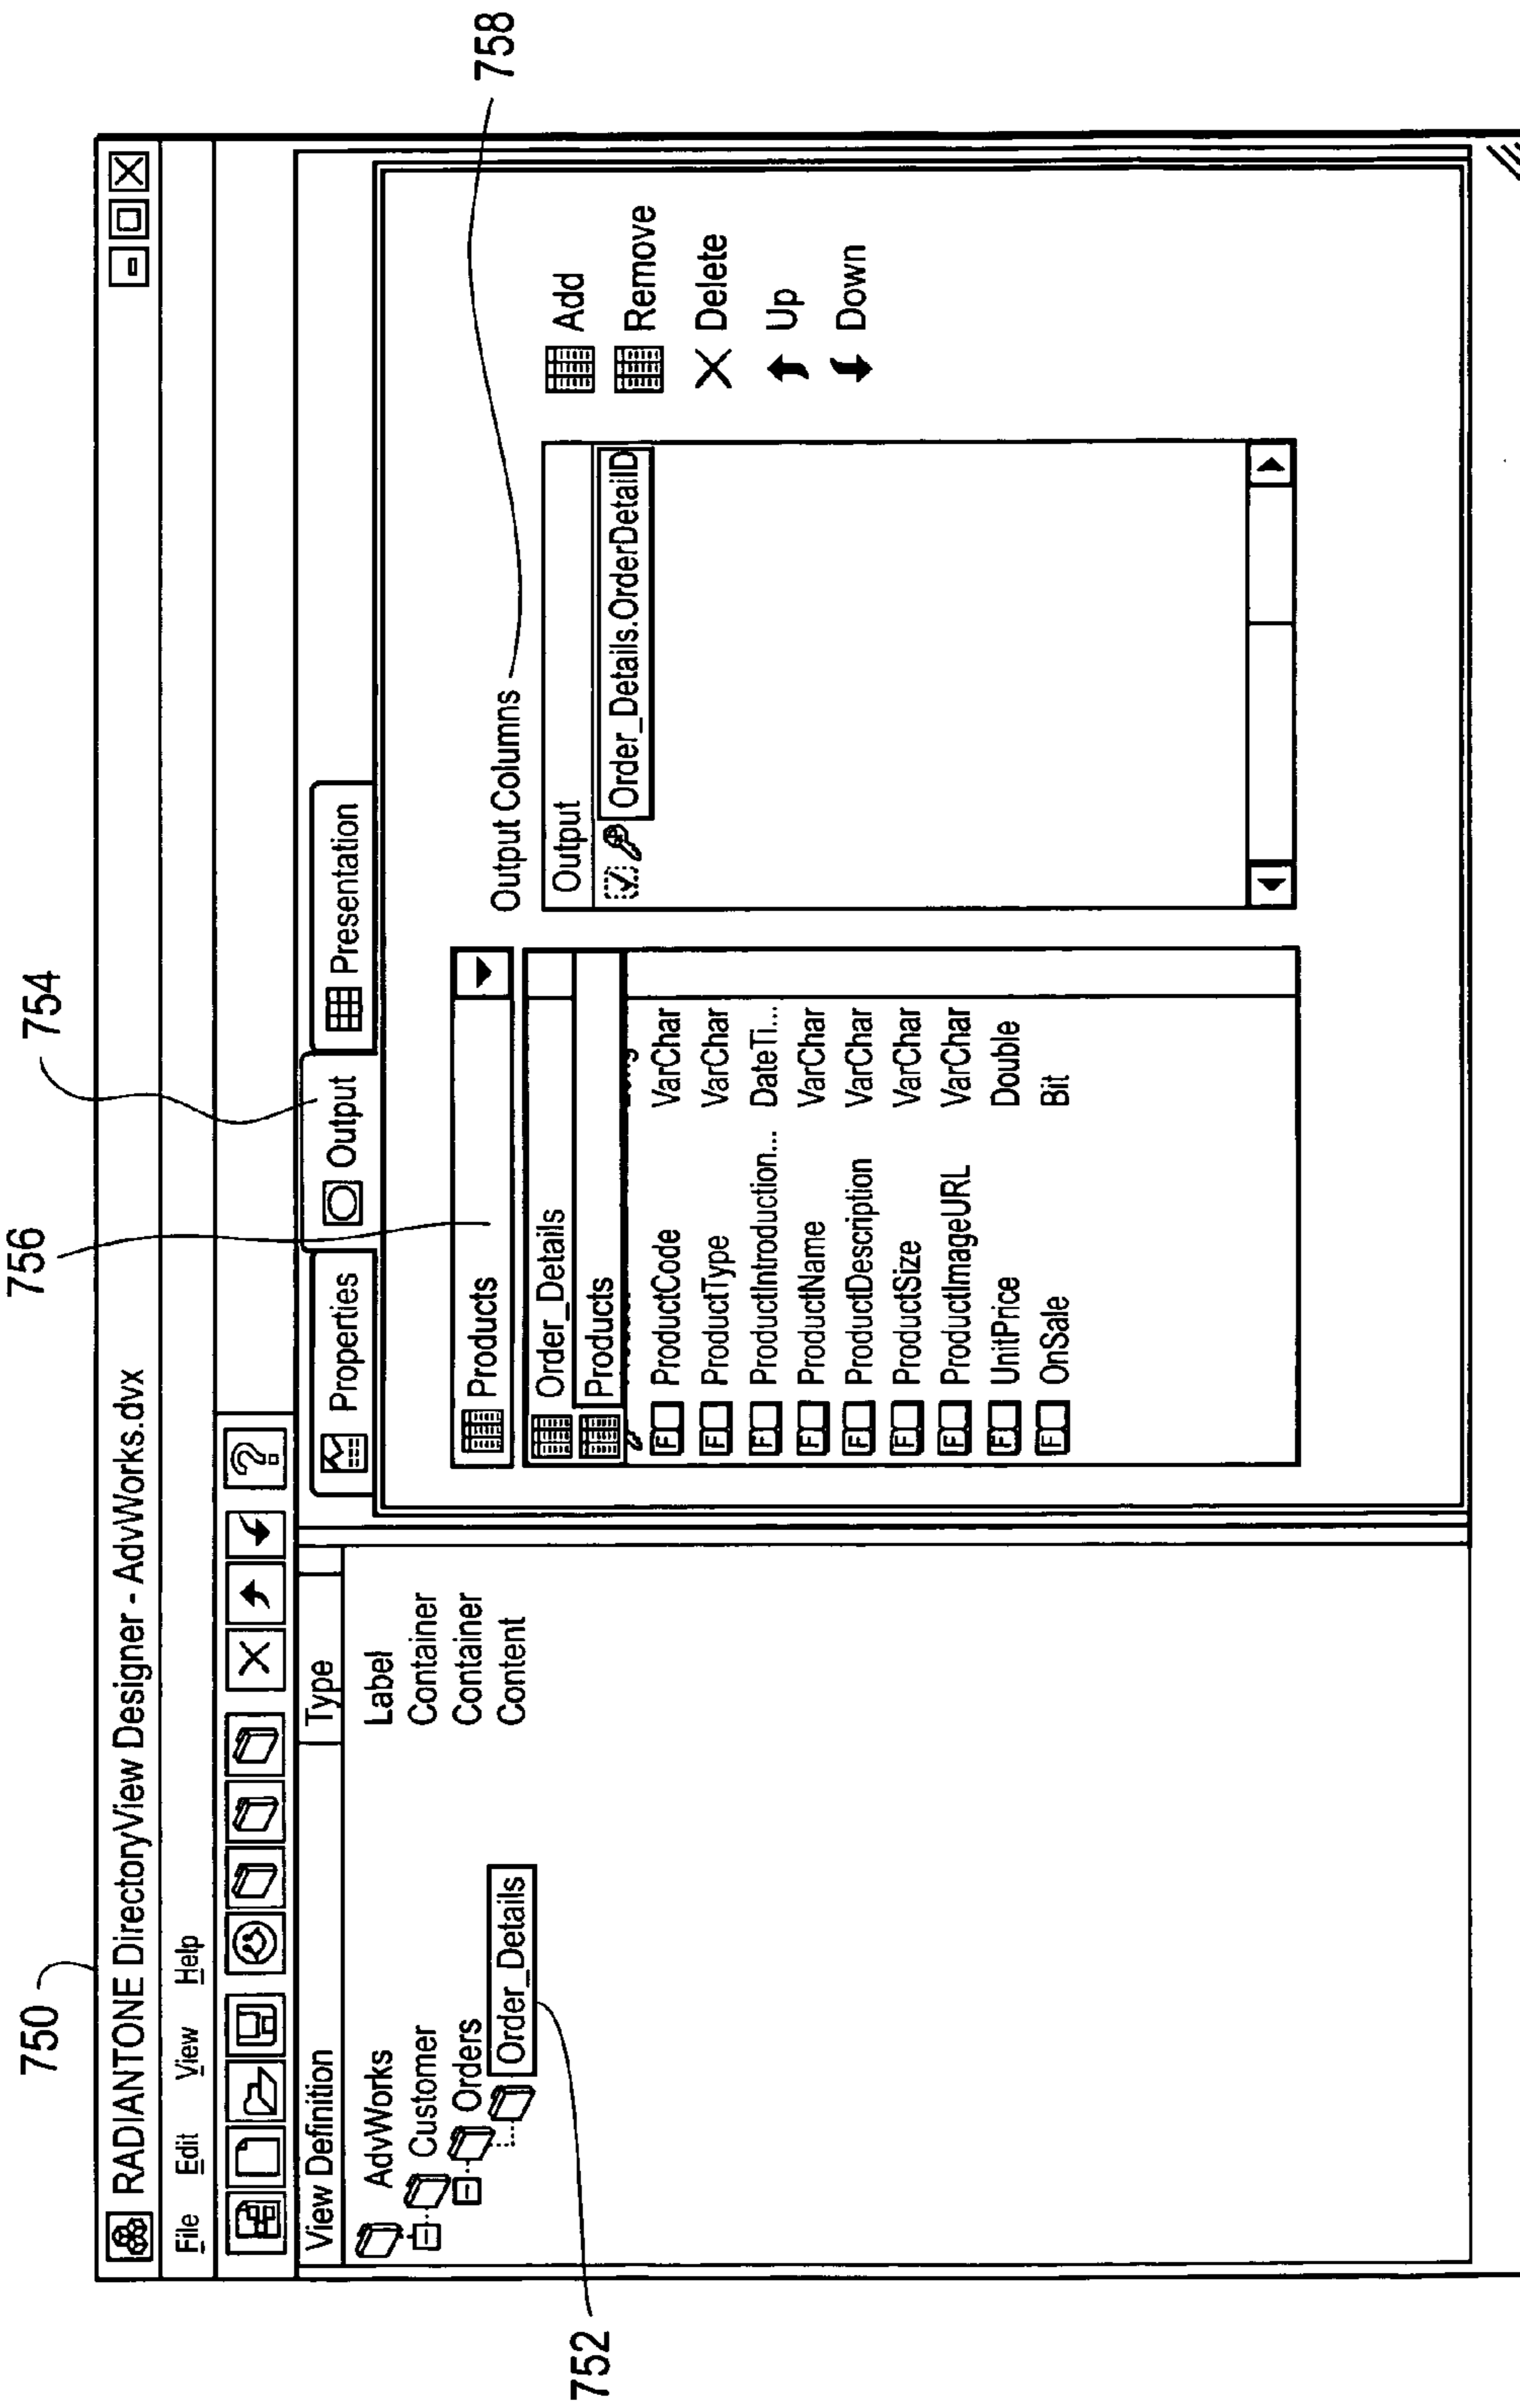 750
752
754
756
758
RADIANTONE DirectoryView Designer - AdvWorks.dvx
File Edit View Help
View Definition Type
AdvWorks Label
Customer Container
Orders Container
Order_Details Content
Properties Output Presentation
Products
Order_Details
Products
ProductCode VarChar
ProductType VarChar
ProductIntroduction... DateTi...
ProductName VarChar
ProductDescription VarChar
ProductSize VarChar
ProductImageURL VarChar
UnitPrice Double
OnSale Bit
Output Columns
Output
Order_Details.OrderDetailD
Add
Remove
Delete
Up
Down